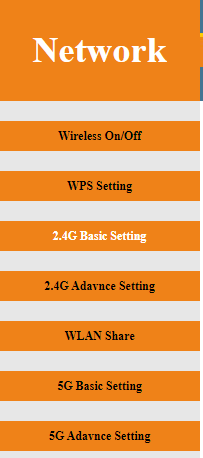 Network
Wireless On/Off
WPS Setting
2.4G Basic Setting
2.4G Adavnce Setting
WLAN Share
5G Basic Setting
5G Adavnce Setting